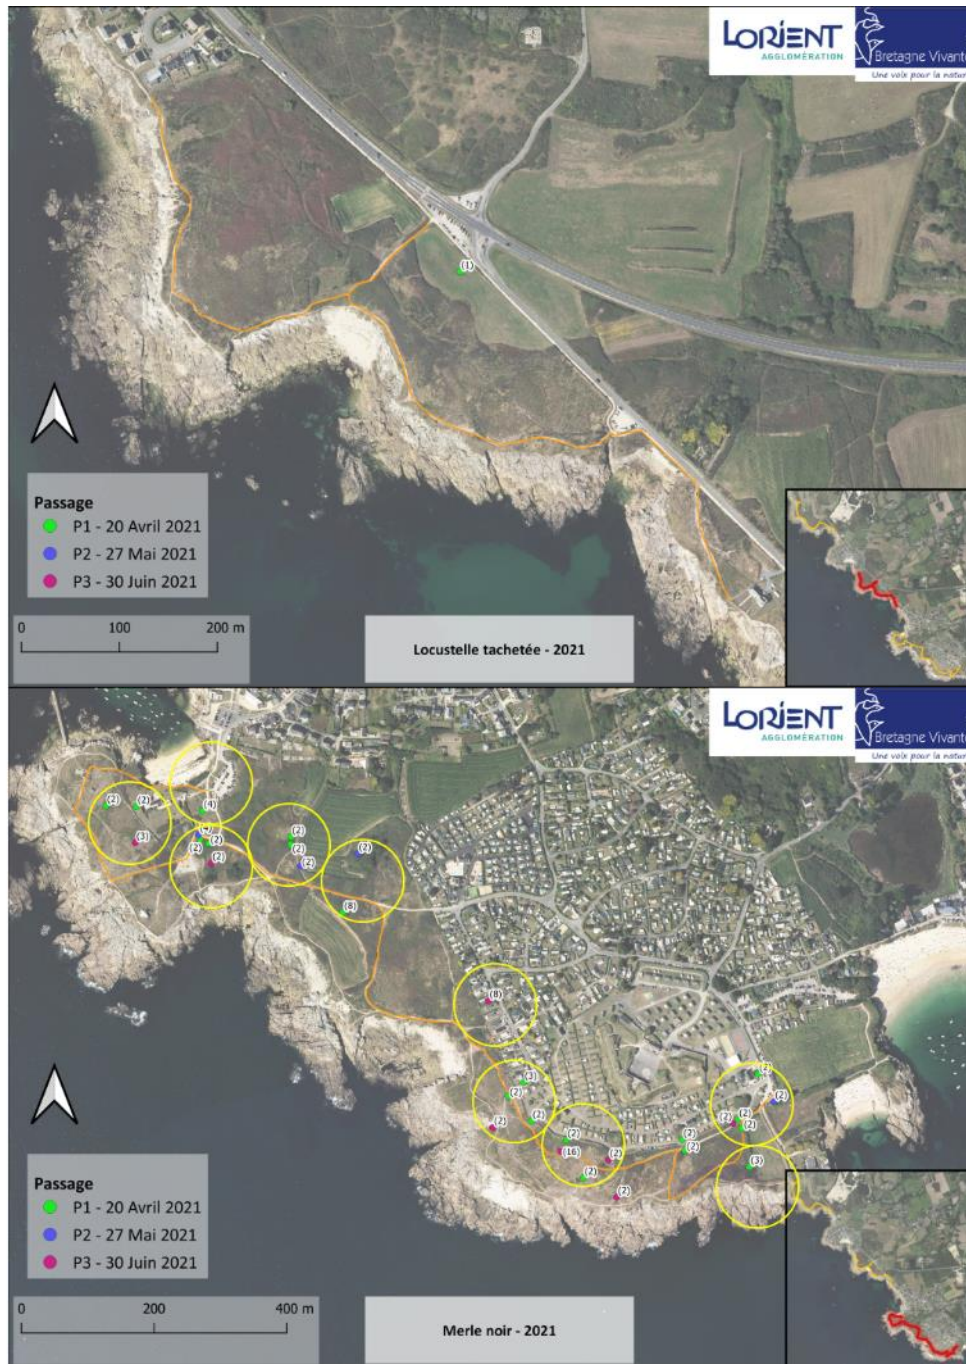 LORIENT
AGGLOMÉRATION
Bretagne Vivante
Une voix pour la nature
(1)
Passage
P1 - 20 Avril 2021
P2 - 27 Mai 2021
P3 - 30 Juin 2021
0 100 200 m
Locustelle tachetée - 2021
LORIENT
AGGLOMÉRATION
Bretagne Vivante
Une voix pour la nature
(2) (2)
(4)
(3)
(2) (2)
(2)
(2)
(2)
(2)
(2)
(8)
(8)
(3)
(2)
(2)
(2)
(16)
(2)
(2)
(2)
(2)
(2)
(2)
(2)
(2)
(2)
(2)
(3)
Passage
P1 - 20 Avril 2021
P2 - 27 Mai 2021
P3 - 30 Juin 2021
0 200 400 m
Merle noir - 2021